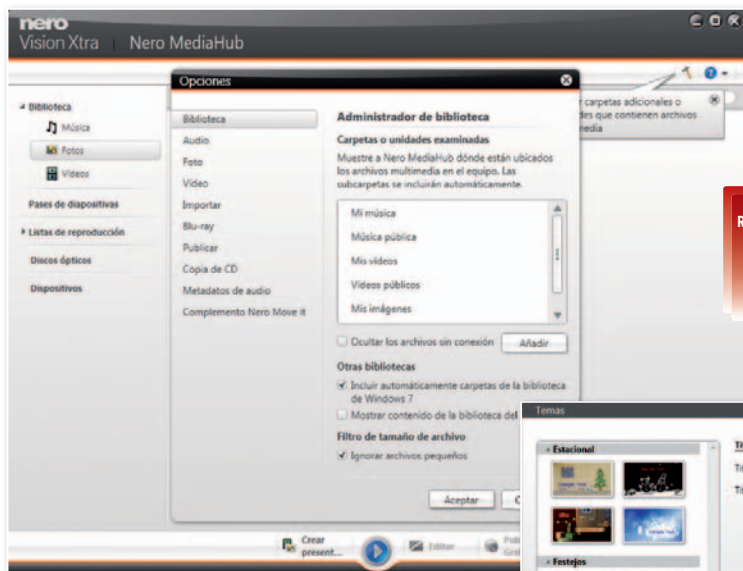 nero
Vision Xtra | Nero MediaHub
Opciones
carpetas adicionales o
des que contienen archivos
media
Biblioteca
Música
Fotos
Vídeos
Pases de diapositivas
Listas de reproducción
Discos ópticos
Dispositivos
Biblioteca
Audio
Foto
Vídeo
Importar
Blu-ray
Publicar
Copia de CD
Metadatos de audio
Complemento Nero Move it
Administrador de biblioteca
Carpetas o unidades examinadas
Muestre a Nero MediaHub dónde están ubicados
los archivos multimedia en el equipo. Las
subcarpetas se incluirán automáticamente.
Mi música
Música pública
Mis vídeos
Vídeos públicos
Mis imágenes
Ocultar los archivos sin conexión
Añadir
Otras bibliotecas
Incluir automáticamente carpetas de la biblioteca
de Windows 7
Mostrar contenido de la biblioteca del
Filtro de tamaño de archivo
Ignorar archivos pequeños
Aceptar
C
Crear
present...
Editar
R
Temas
Estacional
Festejos